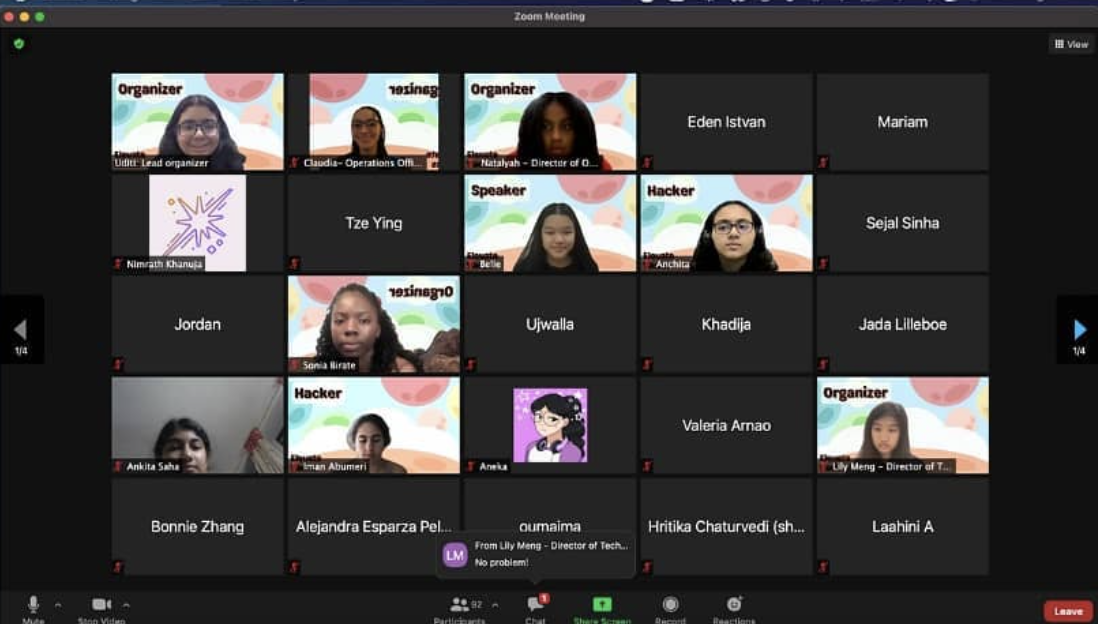 Zoom Meeting
View
Organizer
Uditi- Lead organizer
Organizer
Claudia- Operations Offi...
Organizer
Natalyah - Director of O...
Eden Istvan
Mariam
Nimrath Khanuja
Tze Ying
Speaker
Belle
Hacker
Anchita
Sejal Sinha
1/4
Jordan
Organizer
Sonia Birate
Ujwalla
Khadija
Jada Lilleboe
1/4
Ankita Saha
Hacker
Iman Abumeri
Aneka
Valeria Arnao
Organizer
Lily Meng - Director of T...
Bonnie Zhang
Alejandra Esparza Pel...
oumaima
Hritika Chaturvedi (sh...
Laahini A
LM
From Lily Meng - Director of Tech...
No problem!
Mute
Stop Video
92
Participants
1
Chat
Share Screen
Record
Reactions
Leave